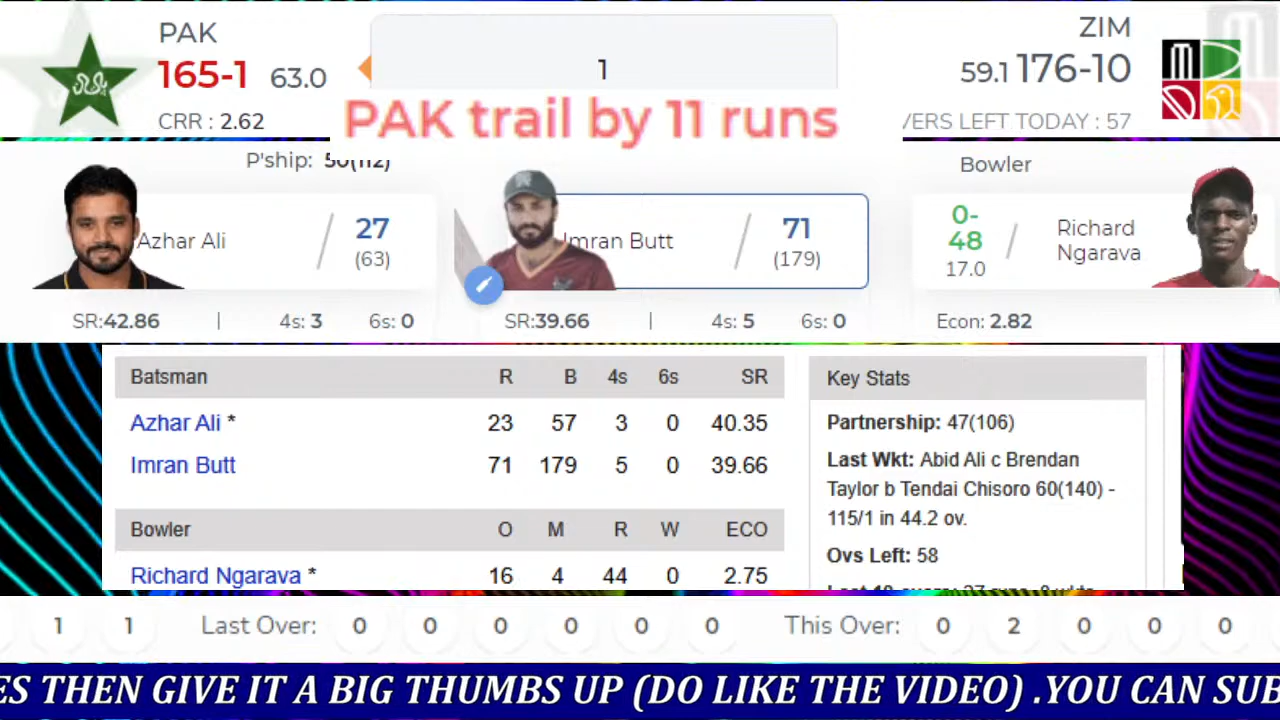 PAK
165-1 63.0
CRR : 2.62
1
PAK trail by 11 runs
ZIM
59.1 176-10
VERS LEFT TODAY : 57
P'ship: 50(112)
Azhar Ali
27
(63)
SR:42.86 | 4s: 3 6s: 0
Imran Butt
71
(179)
SR:39.66 | 4s: 5 6s: 0
Bowler
0-
48
17.0
Richard
Ngarava
Econ: 2.82
Batsman R B 4s 6s SR
Azhar Ali * 23 57 3 0 40.35
Imran Butt 71 179 5 0 39.66
Bowler O M R W ECO
Richard Ngarava * 16 4 44 0 2.75
Key Stats
Partnership: 47(106)
Last Wkt: Abid Ali c Brendan
Taylor b Tendai Chisoro 60(140) -
115/1 in 44.2 ov.
Ovs Left: 58
1 1 Last Over: 0 0 0 0 0 0 This Over: 0 2 0 0 0
ES THEN GIVE IT A BIG THUMBS UP (DO LIKE THE VIDEO) .YOU CAN SUB